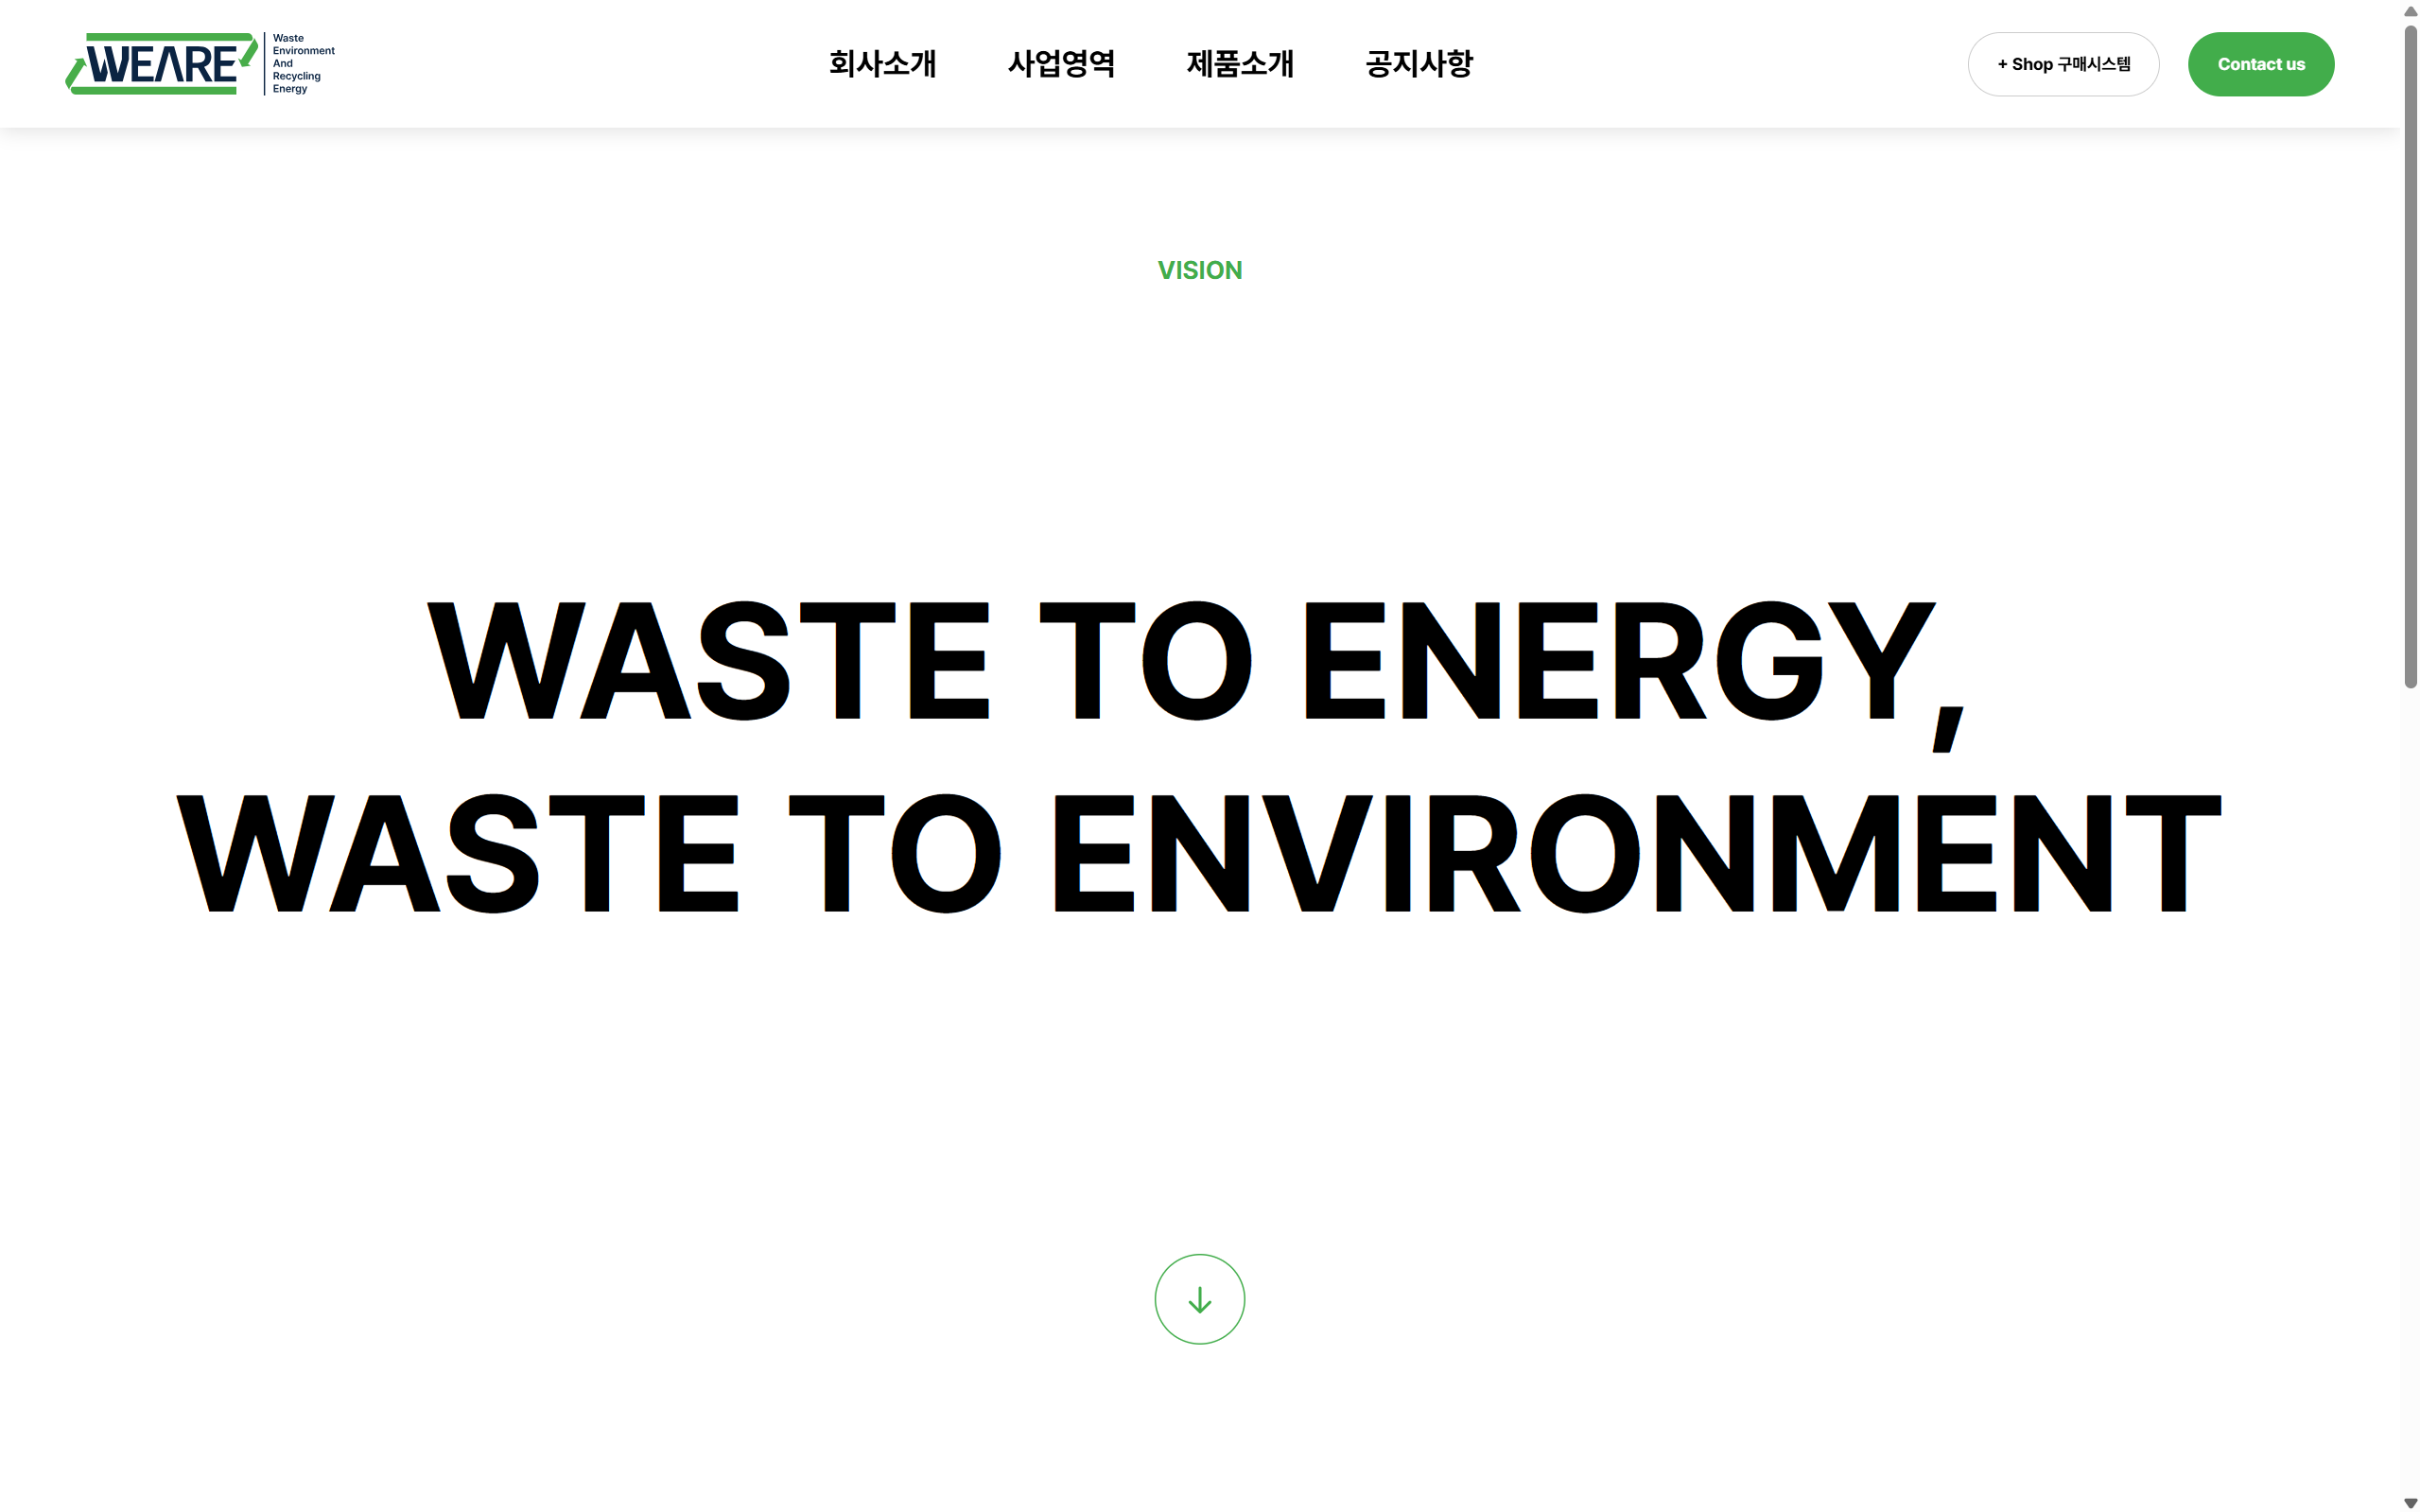 WEARE
Waste
Environment
And
Recycling
Energy
회사소개
사업영역
제품소개
공지사항
+ Shop 구매시스템
Contact us
VISION
WASTE TO ENERGY,
WASTE TO ENVIRONMENT